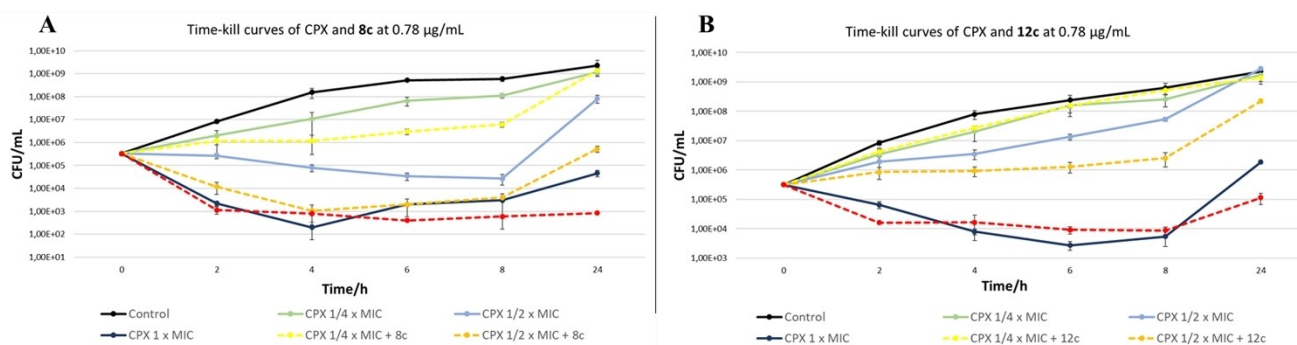 A
Time-kill curves of CPX and 8c at 0.78 µg/mL
1,00E+10
1,00E+09
1,00E+08
1,00E+07
1,00E+06
1,00E+05
1,00E+04
1,00E+03
1,00E+02
1,00E+01
CFU/mL
0 2 4 6 8 24
Time/h
Control CPX 1/4 x MIC CPX 1/2 x MIC
CPX 1 x MIC CPX 1/4 x MIC + 8c CPX 1/2 x MIC + 8c
B
Time-kill curves of CPX and 12c at 0.78 µg/mL
1,00E+10
1,00E+09
1,00E+08
1,00E+07
1,00E+06
1,00E+05
1,00E+04
1,00E+03
CFU/mL
0 2 4 6 8 24
Time/h
Control CPX 1/4 x MIC CPX 1/2 x MIC
CPX 1 x MIC CPX 1/4 x MIC + 12c CPX 1/2 x MIC + 12c